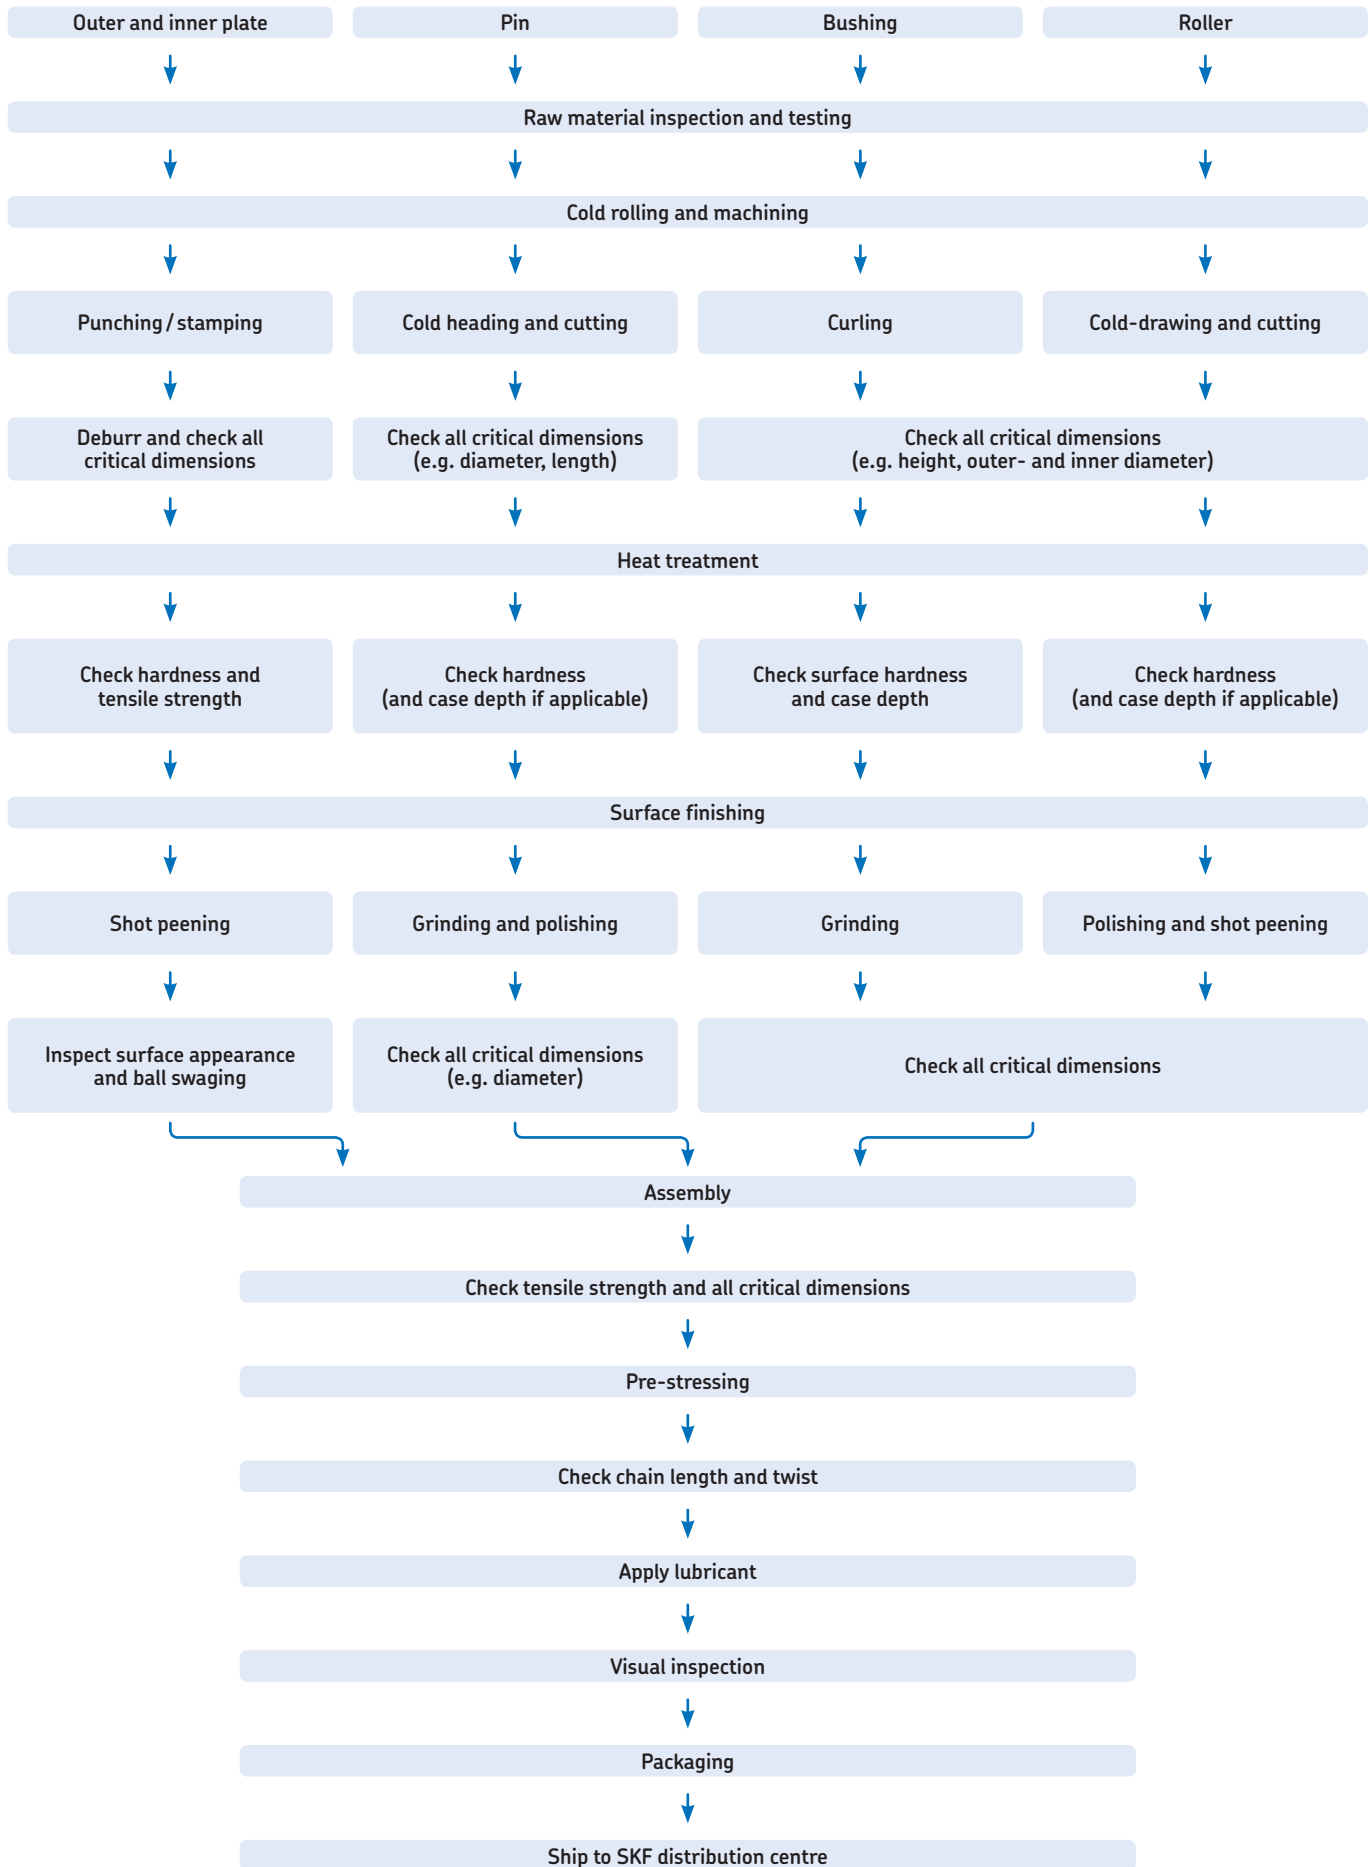 Outer and inner plate
Pin
Bushing
Roller
Raw material inspection and testing
Cold rolling and machining
Punching / stamping
Cold heading and cutting
Curling
Cold-drawing and cutting
Deburr and check all
critical dimensions
Check all critical dimensions
(e.g. diameter, length)
Check all critical dimensions
(e.g. height, outer- and inner diameter)
Heat treatment
Check hardness and
tensile strength
Check hardness
(and case depth if applicable)
Check surface hardness
and case depth
Check hardness
(and case depth if applicable)
Surface finishing
Shot peening
Grinding and polishing
Grinding
Polishing and shot peening
Inspect surface appearance
and ball swaging
Check all critical dimensions
(e.g. diameter)
Check all critical dimensions
Assembly
Check tensile strength and all critical dimensions
Pre-stressing
Check chain length and twist
Apply lubricant
Visual inspection
Packaging
Ship to SKF distribution centre